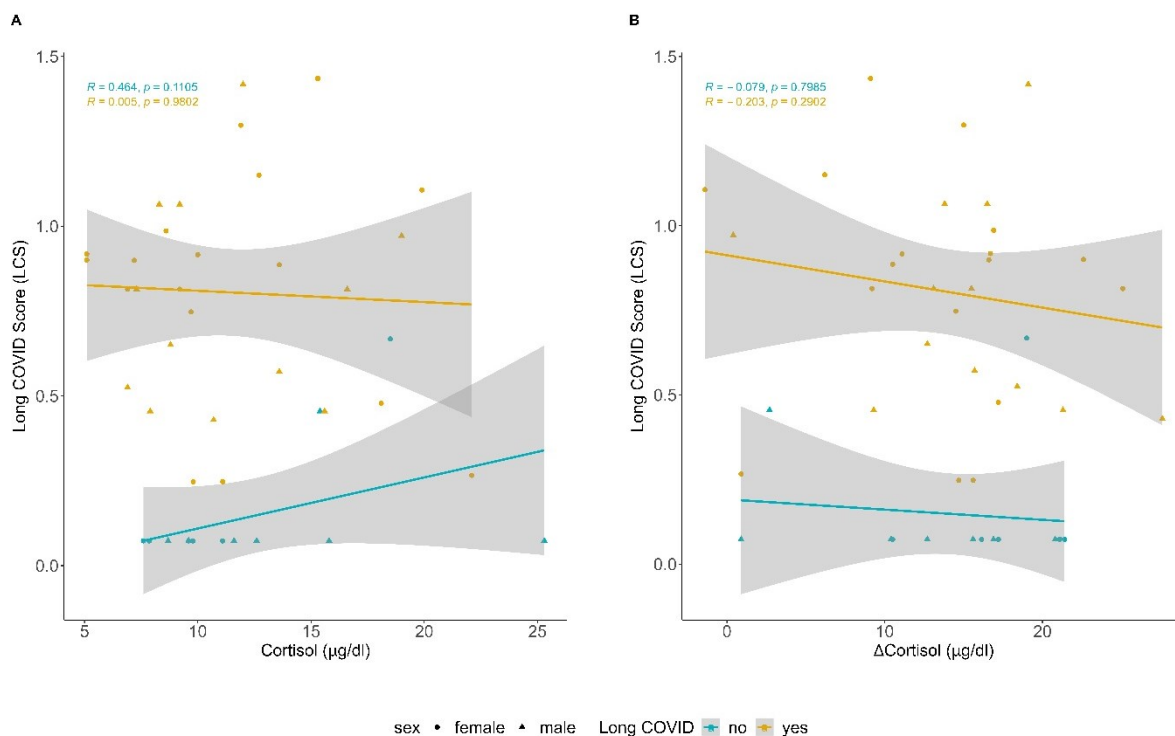 A
R = 0.464, p = 0.1105
R = 0.005, p = 0.9802
1.5
1.0
0.5
0.0
Long COVID Score (LCS)
5
10
15
20
25
Cortisol (µg/dl)
B
R = −0.079, p = 0.7985
R = −0.203, p = 0.2902
1.5
1.0
0.5
0.0
Long COVID Score (LCS)
0
10
20
ΔCortisol (µg/dl)
sex female male Long COVID no yes